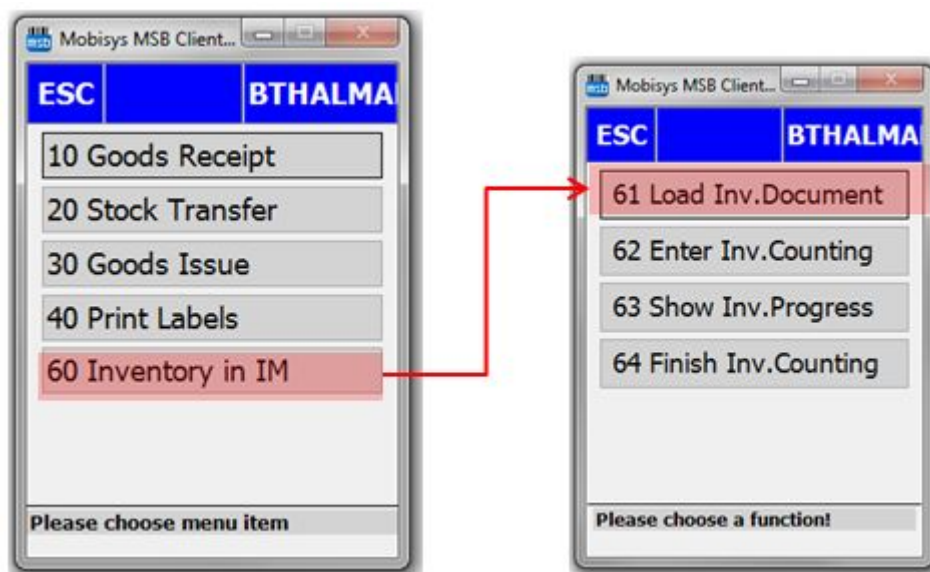 Mobisys MSB Client...
ESC BTHALMA
10 Goods Receipt
20 Stock Transfer
30 Goods Issue
40 Print Labels
60 Inventory in IM
Please choose menu item
Mobisys MSB Client...
ESC BTHALMA
61 Load Inv.Document
62 Enter Inv.Counting
63 Show Inv.Progress
64 Finish Inv.Counting
Please choose a function!